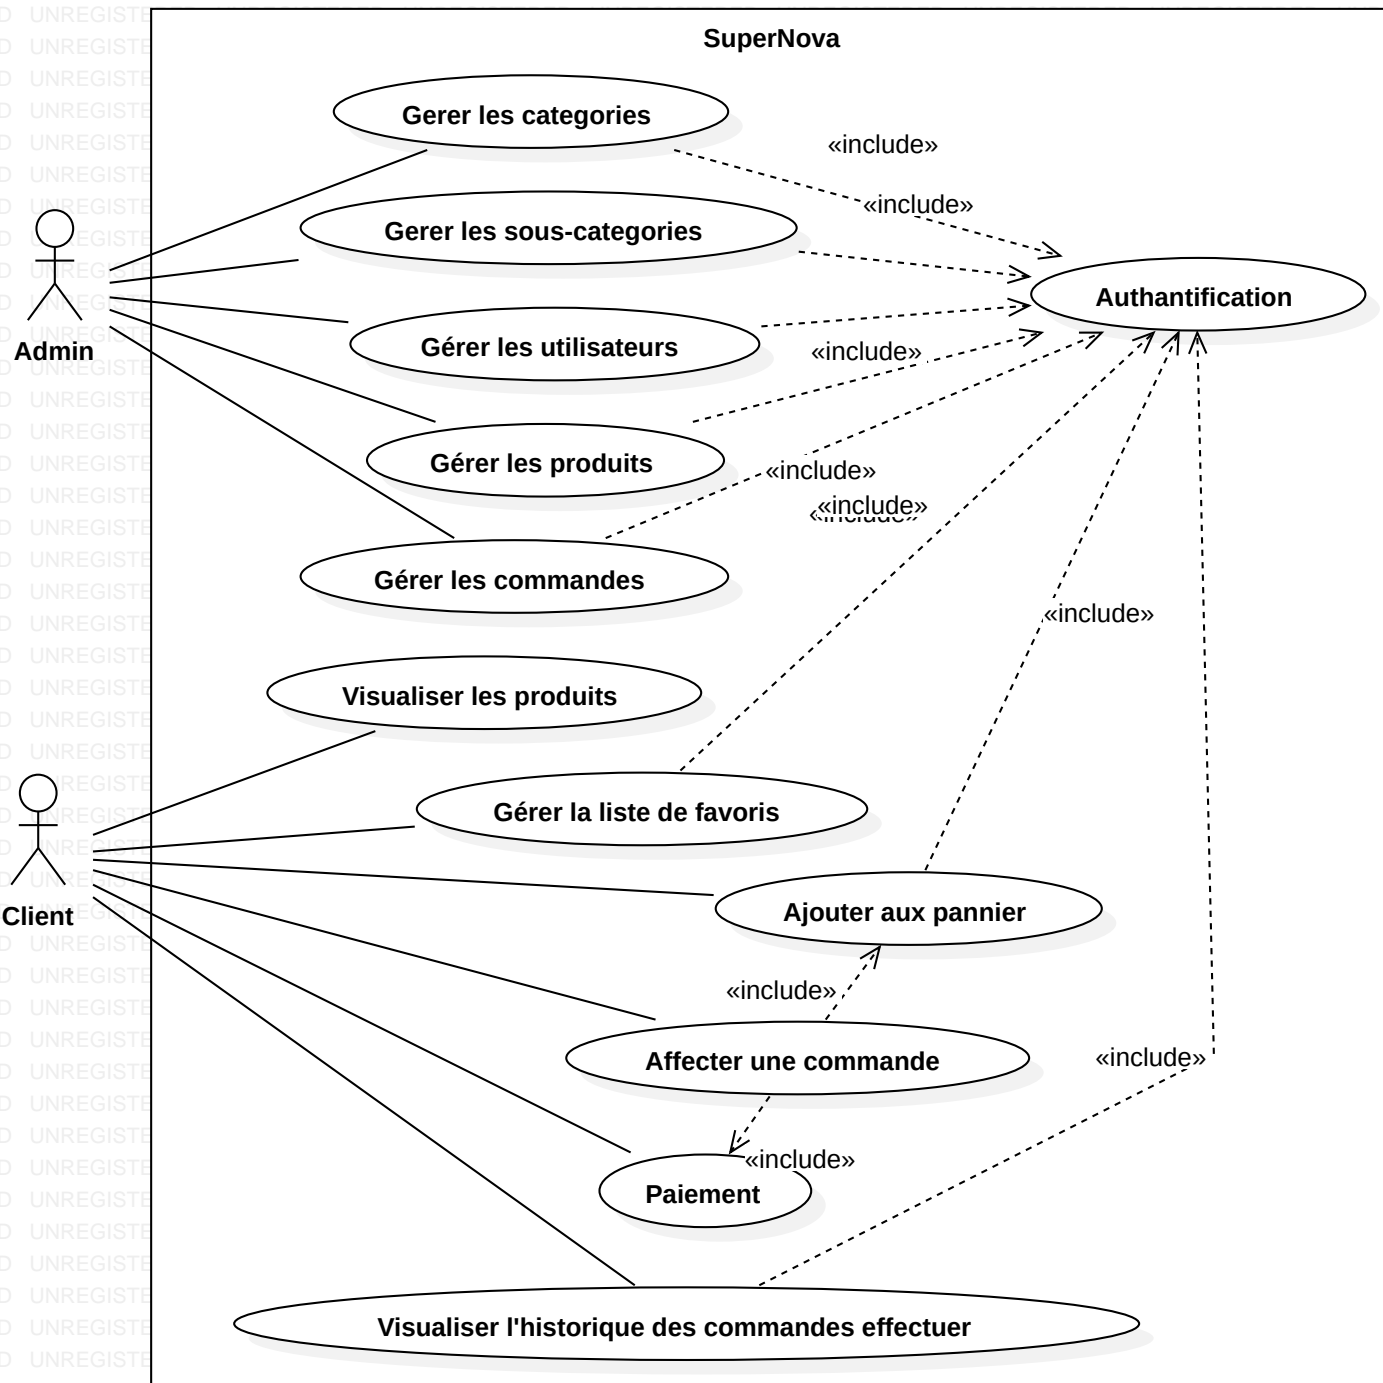 SuperNova
Gerer les categories
«include»
«include»
Gerer les sous-categories
Authantification
Admin
Gérer les utilisateurs
«include»
Gérer les produits
«include»
«include»
«include»
Gérer les commandes
«include»
Visualiser les produits
Gérer la liste de favoris
Client
Ajouter aux pannier
«include»
Affecter une commande
«include»
«include»
Paiement
Visualiser l'historique des commandes effectuer